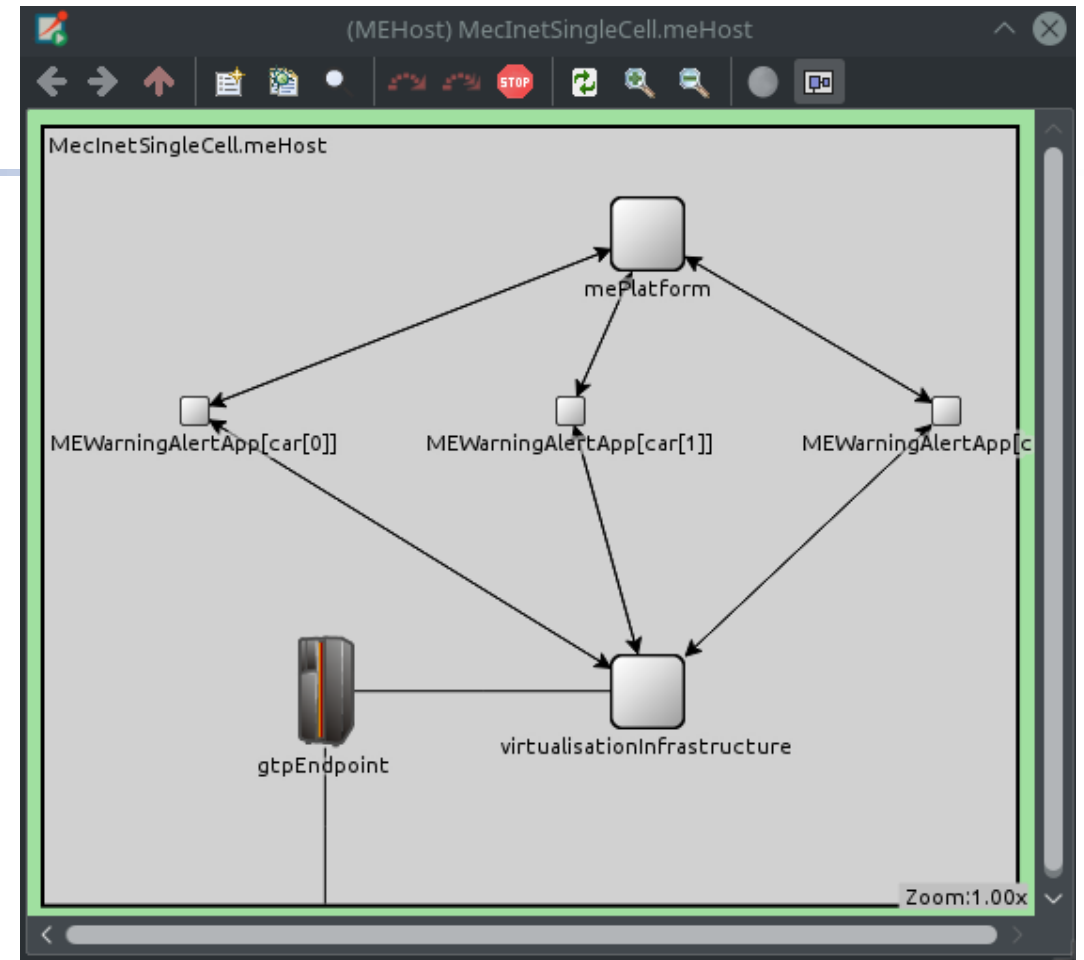 (MEHost) MecInetSingleCell.meHost
STOP
MecInetSingleCell.meHost
mePlatform
MEWarningAlertApp[car[0]] MEWarningAlertApp[car[1]] MEWarningAlertApp[c
virtualisationInfrastructure
gtpEndpoint
Zoom:1.00x